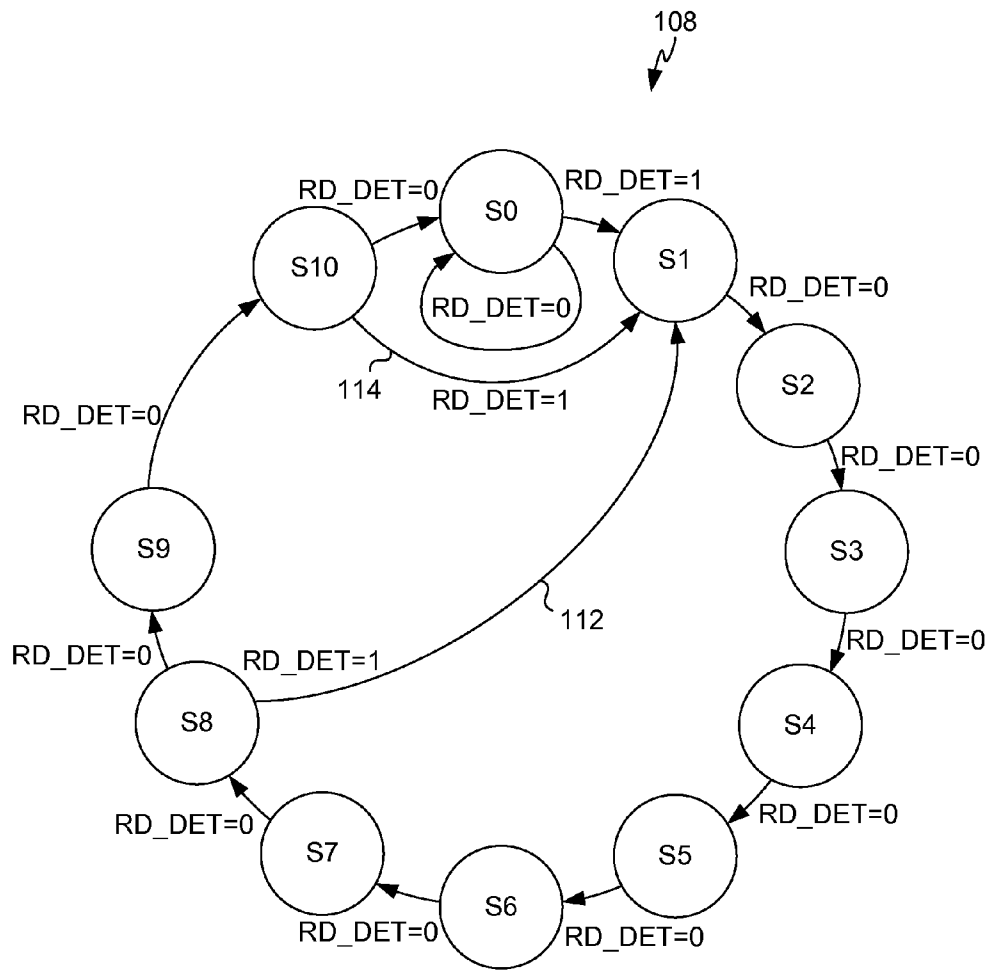 108
RD_DET=0
S0
RD_DET=1
S10
S1
RD_DET=0
RD_DET=0
114
RD_DET=1
S2
RD_DET=0
RD_DET=0
S9
S3
112
RD_DET=0
RD_DET=1
RD_DET=0
S8
S4
RD_DET=0
RD_DET=0
S7
S5
S6
RD_DET=0
RD_DET=0